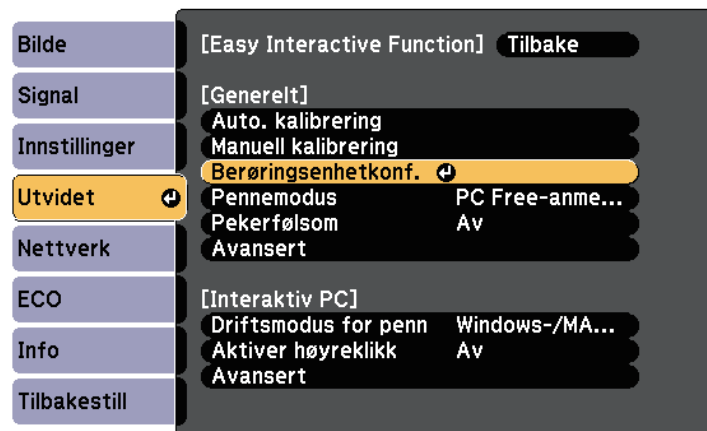 Bilde
Signal
Innstillinger
Utvidet
Nettverk
ECO
Info
Tilbakestill
[Easy Interactive Function] Tilbake
[Generelt]
Auto. kalibrering
Manuell kalibrering
Berøringsenhetkonf.
Pennemodus PC Free-anme...
Pekerfølsom Av
Avansert
[Interaktiv PC]
Driftsmodus for penn Windows-/MA...
Aktiver høyreklikk Av
Avansert